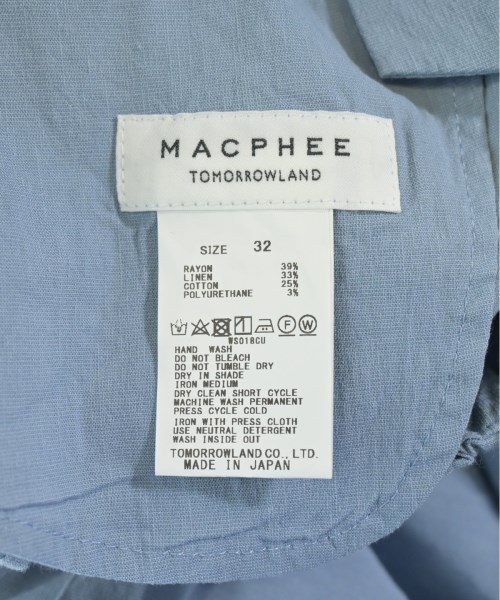 MACPHEE
TOMORROWLAND
SIZE 32
RAYON 39%
LINEN 33%
COTTON 25%
POLYURETHANE 3%
F W
WS018CU
HAND WASH
DO NOT BLEACH
DO NOT TUMBLE DRY
DRY IN SHADE
IRON MEDIUM
DRY CLEAN SHORT CYCLE
MACHINE WASH PERMANENT
PRESS CYCLE COLD
IRON WITH PRESS CLOTH
USE NEUTRAL DETERGENT
WASH INSIDE OUT
TOMORROWLAND CO., LTD.
MADE IN JAPAN